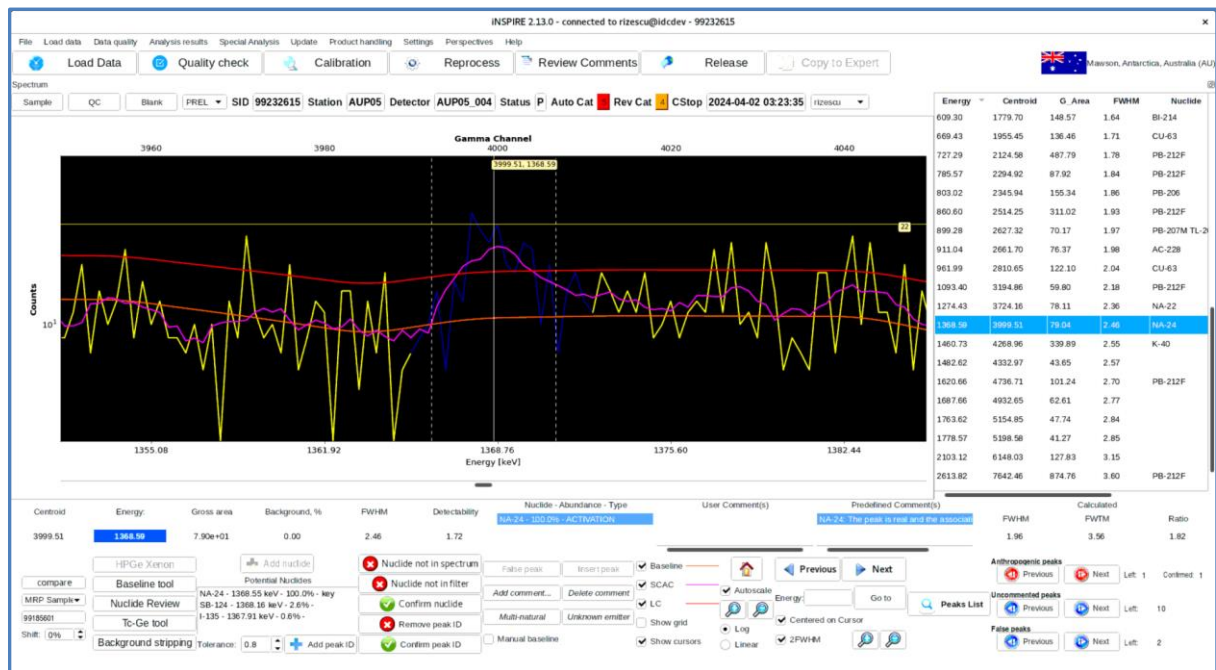 iNSPIRE 2.13.0 - connected to rizescu@idcdev - 99232615 ×
File Load data Data quality Analysis results Special Analysis Update Product handling Settings Perspectives Help
Load Data Quality check Calibration Reprocess Review Comments Release Copy to Expert Mawson, Antarctica, Australia (AU)
Spectrum
Sample QC Blank PREL SID 99232615 Station AUP05 Detector AUP05_004 Status P Auto Cat Rev Cat 4 CStop 2024-04-02 03:23:35 rizescu
Gamma Channel
3960 3980 4000 4020 4040
3999.51, 1368.59
22
Counts
10¹
1355.08 1361.92 1368.76 1375.60 1382.44
Energy [keV]
Energy Centroid G_Area FWHM Nuclide
609.30 1779.70 148.57 1.64 BI-214
669.43 1955.45 136.46 1.71 CU-63
727.29 2124.58 487.79 1.78 PB-212F
785.57 2294.92 87.92 1.84 PB-212F
803.02 2345.94 155.34 1.86 PB-206
860.60 2514.25 311.02 1.93 PB-212F
899.28 2627.32 70.17 1.97 PB-207M TL-2
911.04 2661.70 76.37 1.98 AC-228
961.99 2810.65 122.10 2.04 CU-63
1093.40 3194.86 59.80 2.18 PB-212F
1274.43 3724.16 78.11 2.36 NA-22
1368.59 3999.51 79.04 2.46 NA-24
1460.73 4268.96 339.89 2.55 K-40
1482.62 4332.97 43.65 2.57
1620.66 4736.71 101.24 2.70 PB-212F
1687.66 4932.65 62.61 2.77
1763.62 5154.85 47.74 2.84
1778.57 5198.58 41.27 2.85
2103.12 6148.03 127.83 3.15
2613.82 7642.46 874.76 3.60 PB-212F
Centroid Energy: Gross area Background, % FWHM Detectability
3999.51 1368.59 7.90e+01 0.00 2.46 1.72
Nuclide - Abundance - Type
NA-24 - 100.0% - ACTIVATION
User Comment(s)
Predefined Comment(s)
NA-24: The peak is real and the associati
Calculated
FWHM FWTM Ratio
1.96 3.56 1.82
compare
MRP Sample
99185601
Shift: 0%
HPGe Xenon
Baseline tool
Nuclide Review
Tc-Ge tool
Background stripping
Add nuclide
Potential Nuclides
NA-24 - 1368.55 keV - 100.0% - key
SB-124 - 1368.16 keV - 2.6% -
I-135 - 1367.91 keV - 0.6% -
Tolerance: 0.8 Add peak ID
Nuclide not in spectrum
Nuclide not in filter
Confirm nuclide
Remove peak ID
Confirm peak ID
False peak Insert peak
Add comment... Delete comment
Multi-natural Unknown emitter
Manual baseline
Baseline
SCAC
LC
Show grid
Show cursors
Autoscale
Log
Linear
Previous Next
Energy: Go to Peaks List
Centered on Cursor
2FWHM
Anthropogenic peaks
Previous Next Left: 1 Confirmed 1
Uncommented peaks
Previous Next Left: 10
False peaks
Previous Next Left: 2